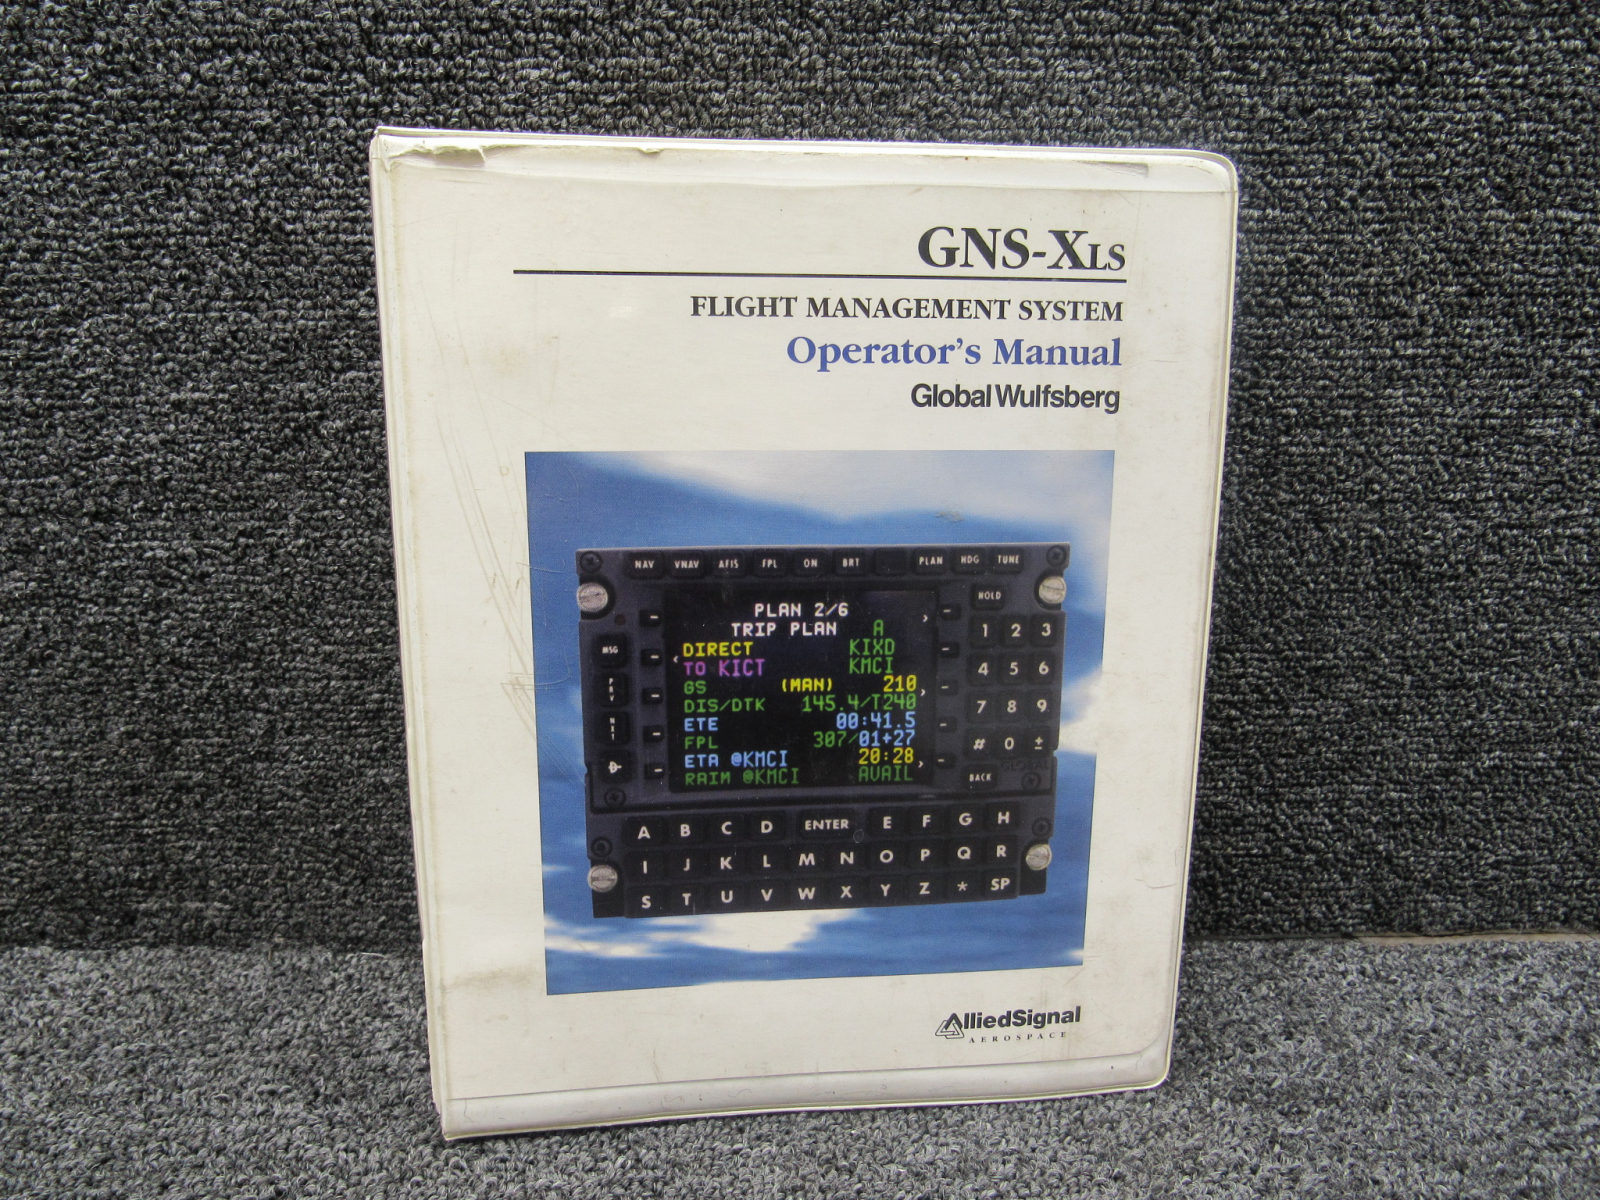 GNS-XLS
FLIGHT MANAGEMENT SYSTEM
Operator's Manual
Global Wulfsberg
NAV VNAV AFIS FPL ON BRT PLAN HDG TUNE
HOLD
PLAN 2/6
TRIP PLAN A
DIRECT KIXD
TO KICT KMCI
GS (MAN) 210
DIS/DTK 145.4/T240
ETE 00:41.5
FPL 307/01+27
ETA @KMCI 20:28
RAIM @KMCI AVAIL
MSG
PRV
NXT
D
1 2 3
4 5 6
7 8 9
# 0 ±
BACK
A B C D ENTER E F G H
I J K L M N O P Q R
S T U V W X Y Z * SP
AlliedSignal
AEROSPACE